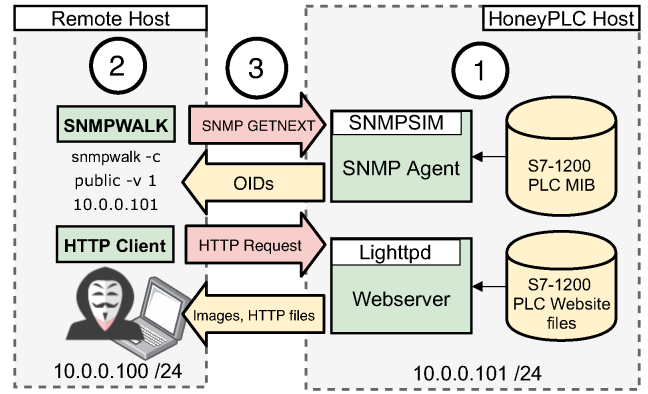 Remote Host
HoneyPLC Host
2
3
1
SNMPWALK
snmpwalk -c
public -v 1
10.0.0.101
SNMP GETNEXT
OIDs
SNMPSIM
SNMP Agent
S7-1200
PLC MIB
HTTP Client
HTTP Request
Images, HTTP files
Lighttpd
Webserver
S7-1200
PLC Website
files
10.0.0.100 /24
10.0.0.101 /24